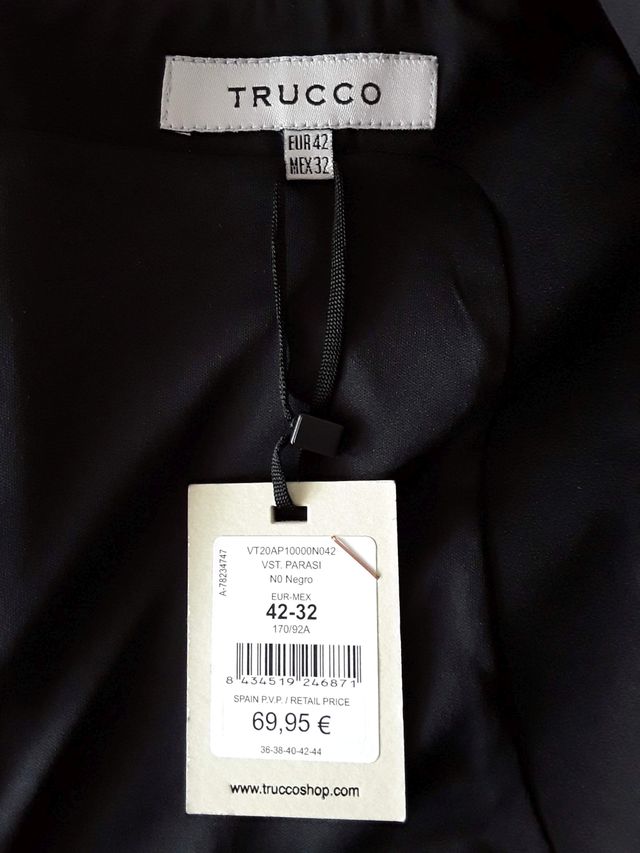 TRUCCO
EUR 42
MEX 32
A-78234747
VT20AP10000N042
VST. PARASI
N0 Negro
EUR-MEX
42-32
170/92A
8 434519 246871
SPAIN P.V.P. / RETAIL PRICE
69,95 €
36-38-40-42-44
www.truccoshop.com